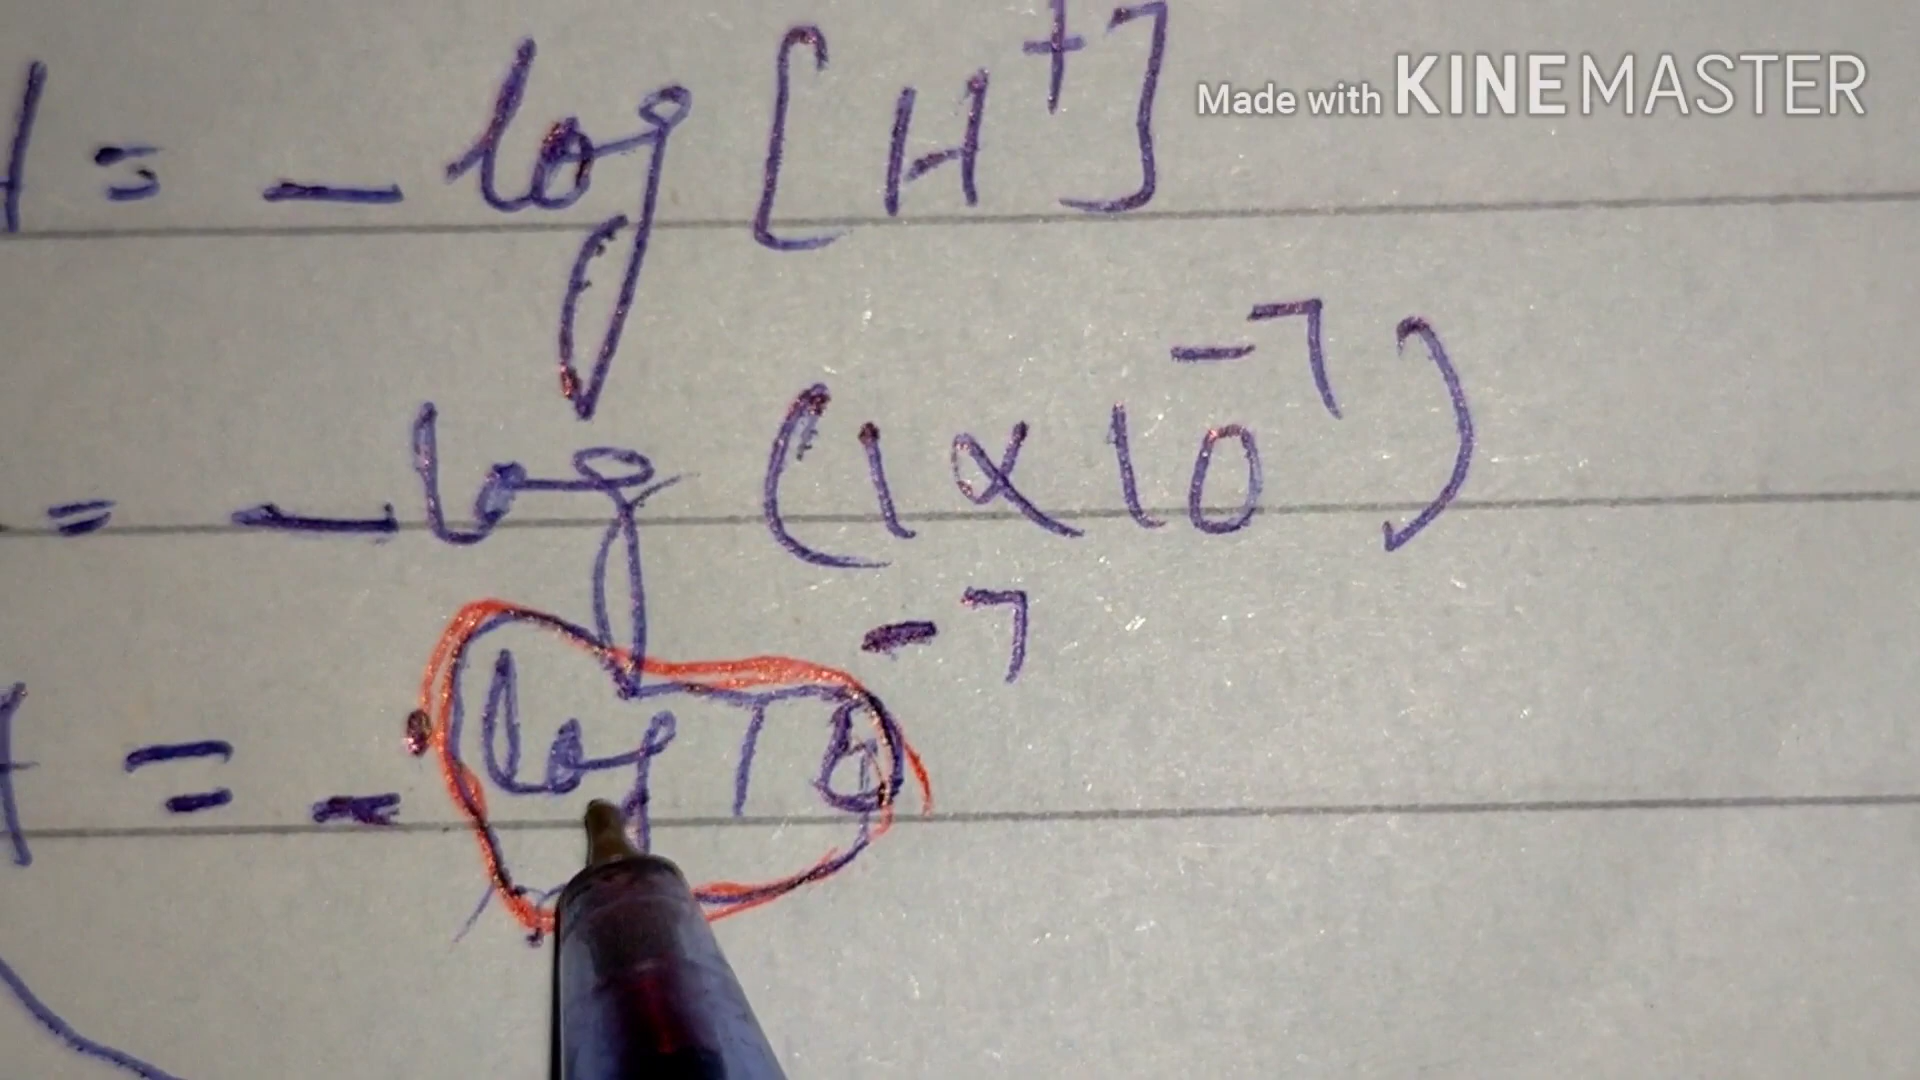 Made with KINEMASTER
= - log [H⁺]
= - log (1 x 10⁻⁷)
= - log 10⁻⁷